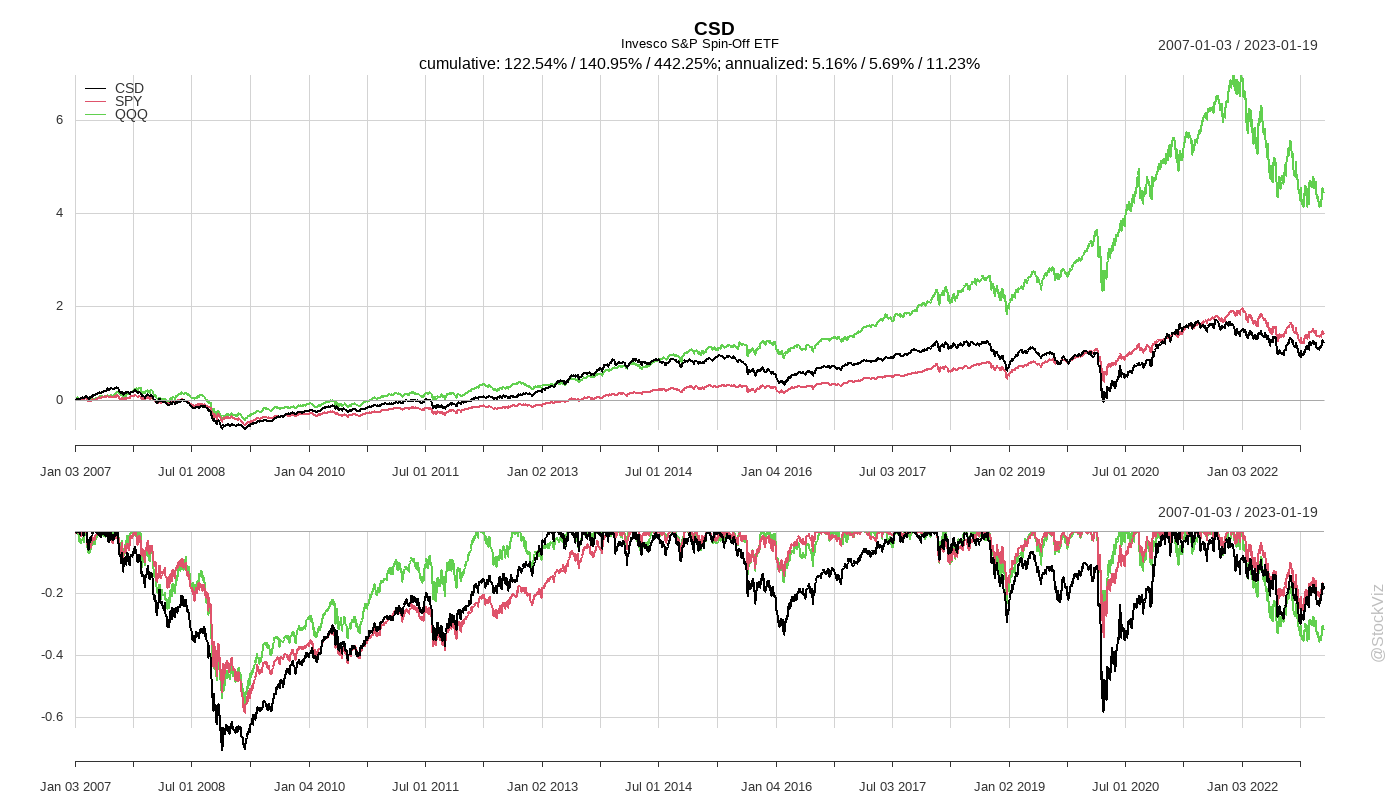 CSD
Invesco S&P Spin-Off ETF
2007-01-03 / 2023-01-19
cumulative: 122.54% / 140.95% / 442.25%; annualized: 5.16% / 5.69% / 11.23%
CSD
SPY
QQQ
6
4
2
0
Jan 03 2007 Jul 01 2008 Jan 04 2010 Jul 01 2011 Jan 02 2013 Jul 01 2014 Jan 04 2016 Jul 03 2017 Jan 02 2019 Jul 01 2020 Jan 03 2022
2007-01-03 / 2023-01-19
-0.2
-0.4
-0.6
Jan 03 2007 Jul 01 2008 Jan 04 2010 Jul 01 2011 Jan 02 2013 Jul 01 2014 Jan 04 2016 Jul 03 2017 Jan 02 2019 Jul 01 2020 Jan 03 2022
@StockViz